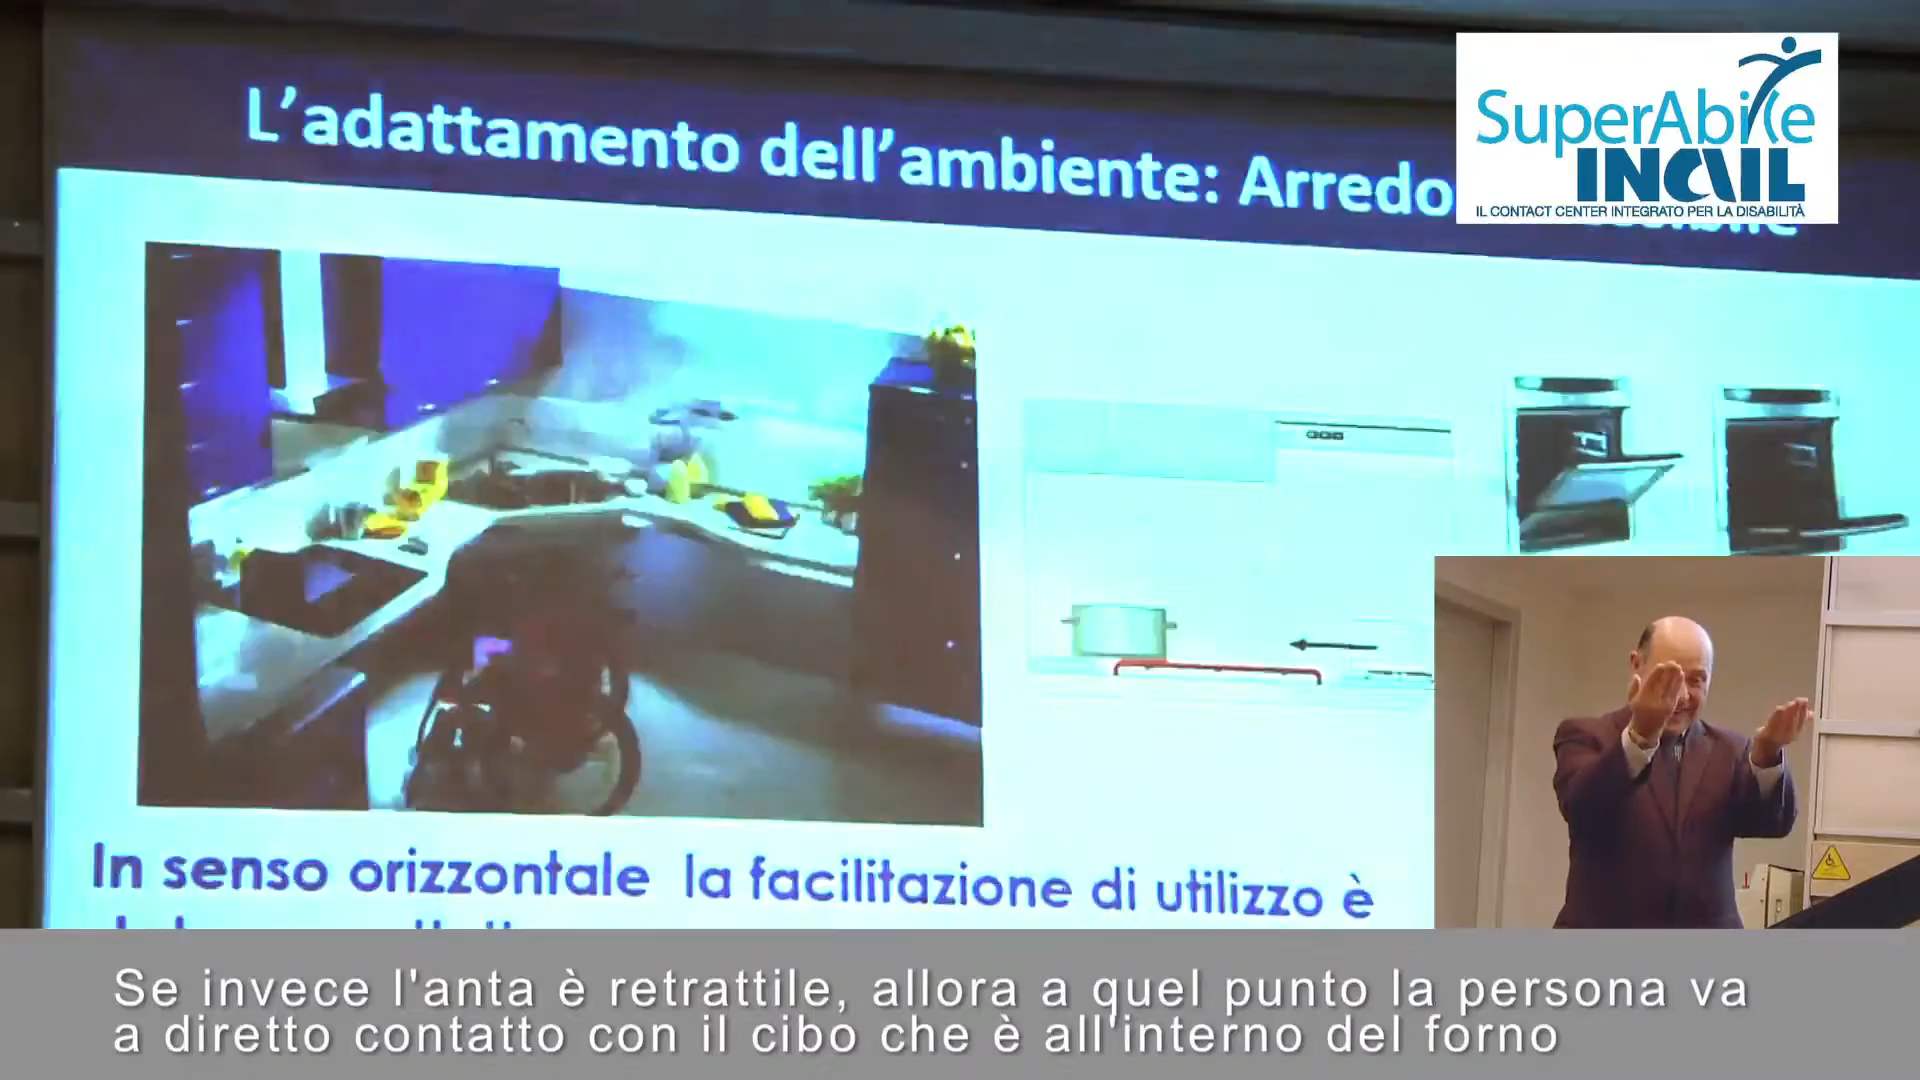 L'adattamento dell'ambiente: Arredo
SuperAbile
INAIL
IL CONTACT CENTER INTEGRATO PER LA DISABILITÀ
In senso orizzontale la facilitazione di utilizzo è
Se invece l'anta è retrattile, allora a quel punto la persona va
a diretto contatto con il cibo che è all'interno del forno